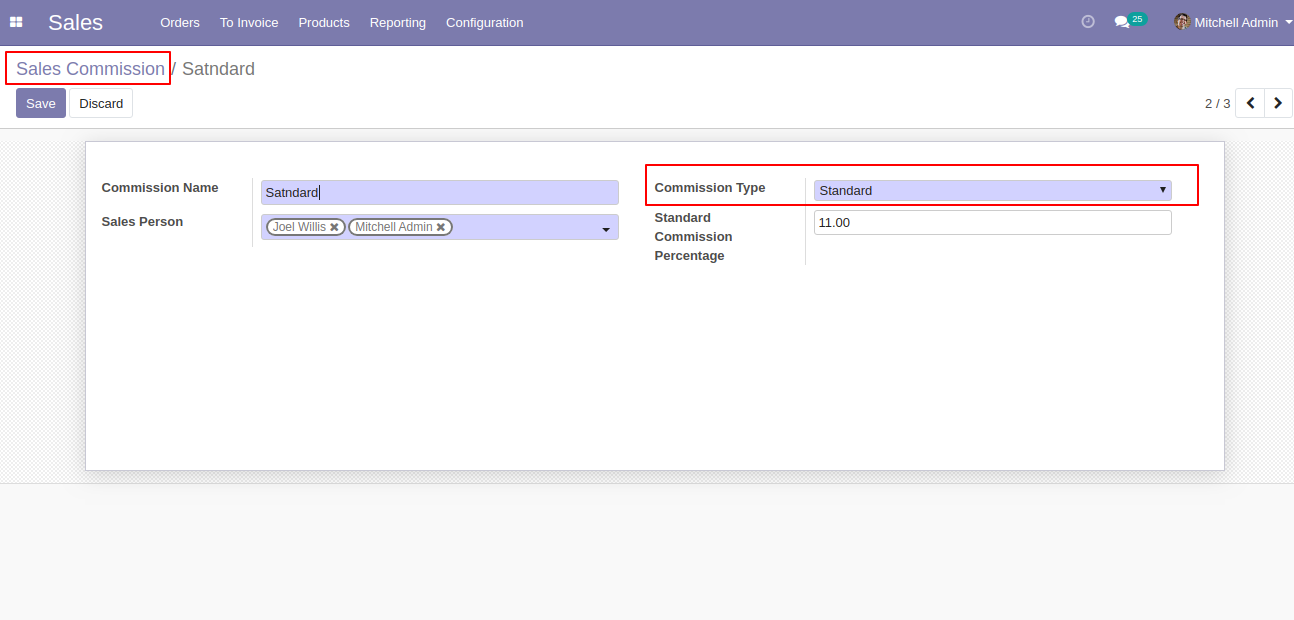 Sales Orders To Invoice Products Reporting Configuration 25 Mitchell Admin
Sales Commission / Satndard
Save Discard 2 / 3
Commission Name Satndard Commission Type Standard
Sales Person Joel Willis Mitchell Admin Standard 11.00
Commission
Percentage